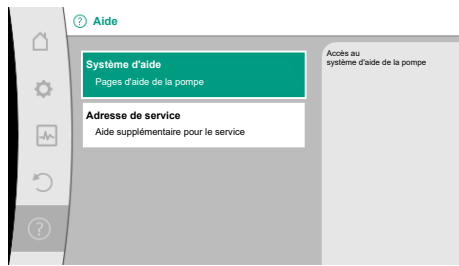 Aide
Système d'aide
Pages d'aide de la pompe
Adresse de service
Aide supplémentaire pour le service
Accès au
système d'aide de la pompe